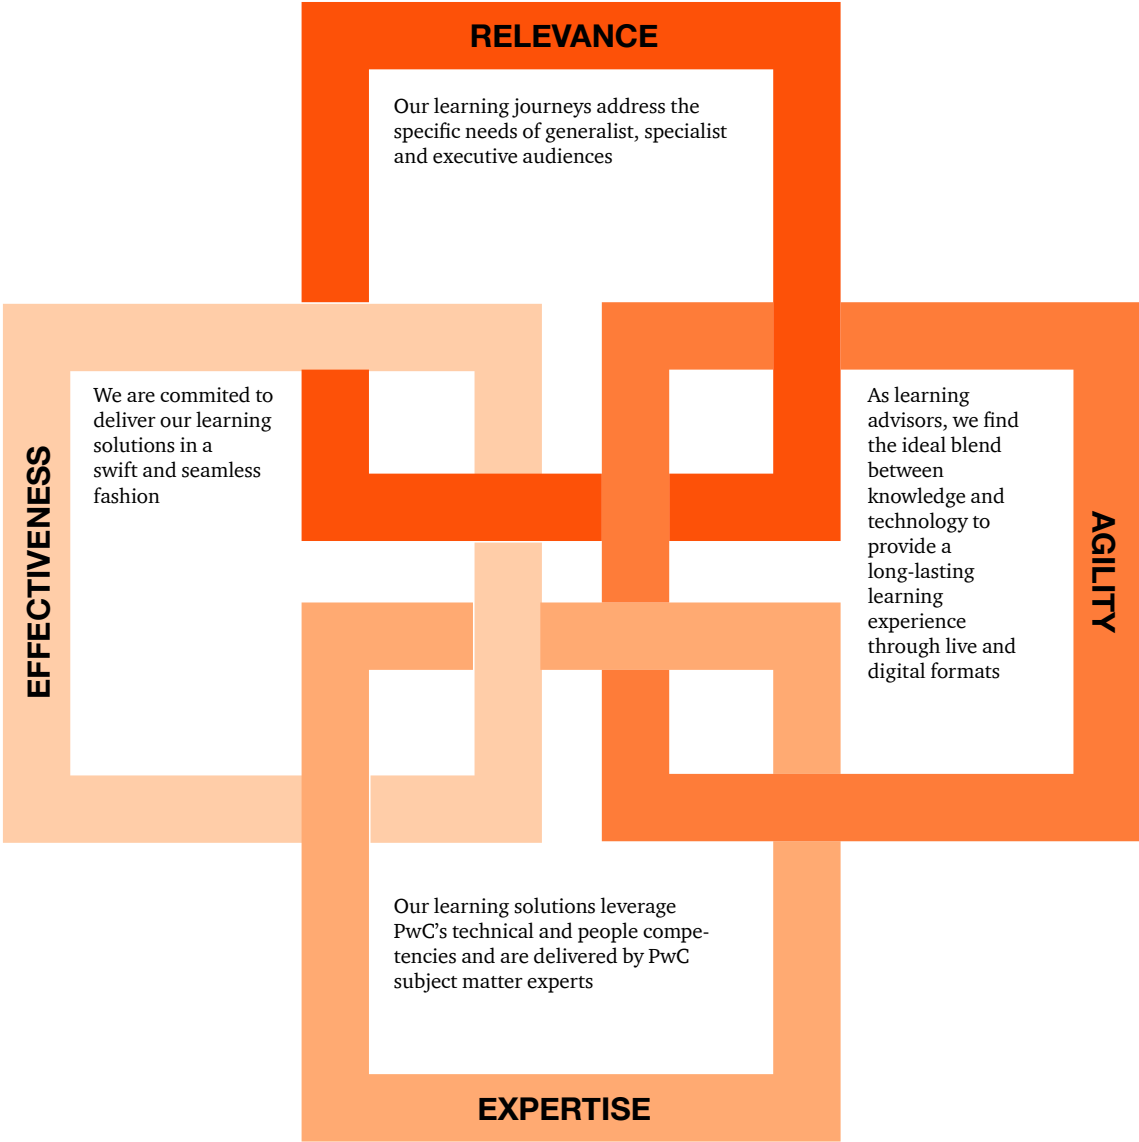 RELEVANCE
Our learning journeys address the
specific needs of generalist, specialist
and executive audiences
EFFECTIVENESS
We are commited to
deliver our learning
solutions in a
swift and seamless
fashion
As learning
advisors, we find
the ideal blend
between
knowledge and
technology to
provide a
long-lasting
learning
experience
through live and
digital formats
AGILITY
Our learning solutions leverage
PwC’s technical and people compe-
tencies and are delivered by PwC
subject matter experts
EXPERTISE